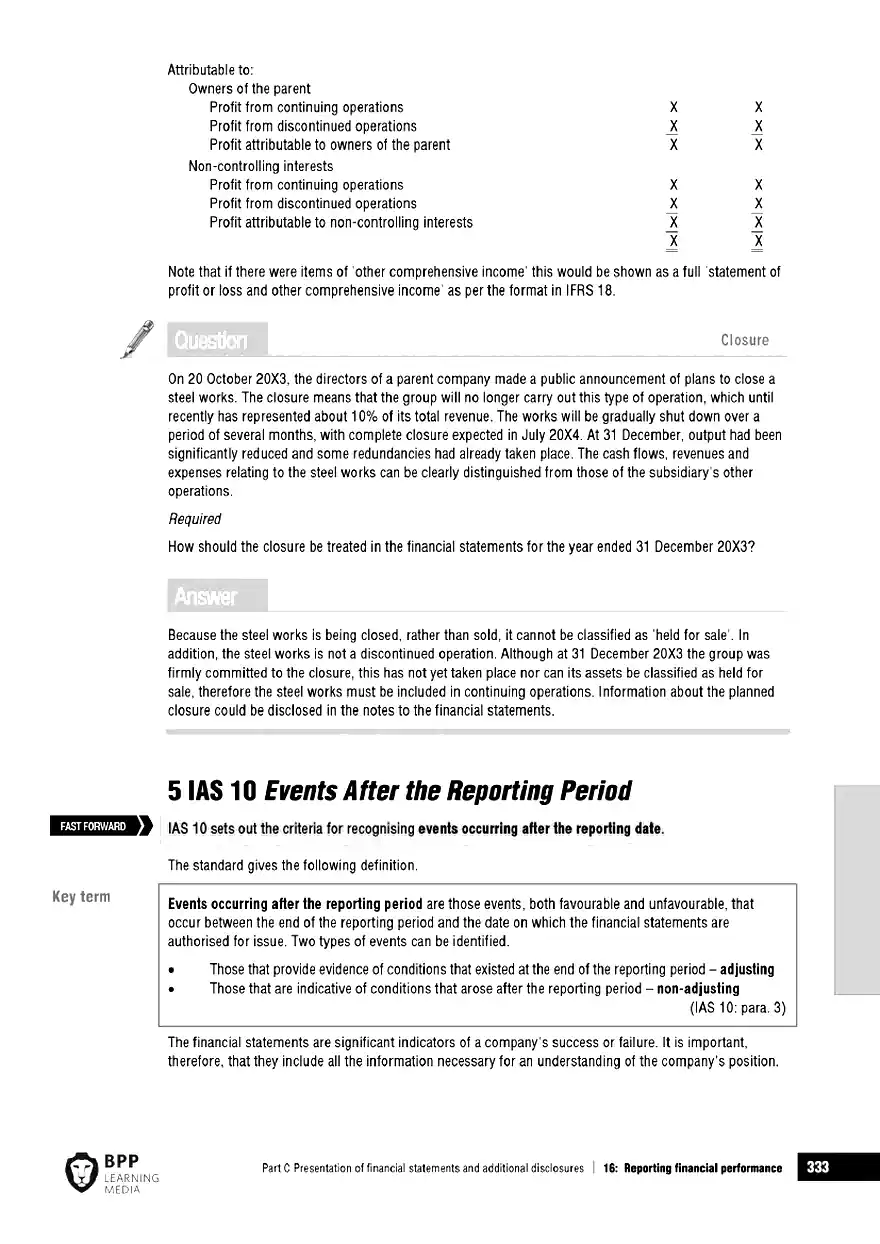 Attributable to:
Owners of the parent
Profit from continuing operations X X
Profit from discontinued operations X X
Profit attributable to owners of the parent X X
Non-controlling interests
Profit from continuing operations X X
Profit from discontinued operations X X
Profit attributable to non-controlling interests X X
X X
Note that if there were items of 'other comprehensive income' this would be shown as a full 'statement of
profit or loss and other comprehensive income' as per the format in IFRS 18.
Question Closure
On 20 October 20X3, the directors of a parent company made a public announcement of plans to close a
steel works. The closure means that the group will no longer carry out this type of operation, which until
recently has represented about 10% of its total revenue. The works will be gradually shut down over a
period of several months, with complete closure expected in July 20X4. At 31 December, output had been
significantly reduced and some redundancies had already taken place. The cash flows, revenues and
expenses relating to the steel works can be clearly distinguished from those of the subsidiary's other
operations.
Required
How should the closure be treated in the financial statements for the year ended 31 December 20X3?
Answer
Because the steel works is being closed, rather than sold, it cannot be classified as 'held for sale'. In
addition, the steel works is not a discontinued operation. Although at 31 December 20X3 the group was
firmly committed to the closure, this has not yet taken place nor can its assets be classified as held for
sale, therefore the steel works must be included in continuing operations. Information about the planned
closure could be disclosed in the notes to the financial statements.
5 IAS 10 Events After the Reporting Period
FAST FORWARD IAS 10 sets out the criteria for recognising events occurring after the reporting date.
The standard gives the following definition.
Key term
Events occurring after the reporting period are those events, both favourable and unfavourable, that
occur between the end of the reporting period and the date on which the financial statements are
authorised for issue. Two types of events can be identified.
• Those that provide evidence of conditions that existed at the end of the reporting period – adjusting
• Those that are indicative of conditions that arose after the reporting period – non-adjusting
(IAS 10: para. 3)
The financial statements are significant indicators of a company's success or failure. It is important,
therefore, that they include all the information necessary for an understanding of the company's position.
BPP
LEARNING
MEDIA
Part C Presentation of financial statements and additional disclosures | 16: Reporting financial performance 333